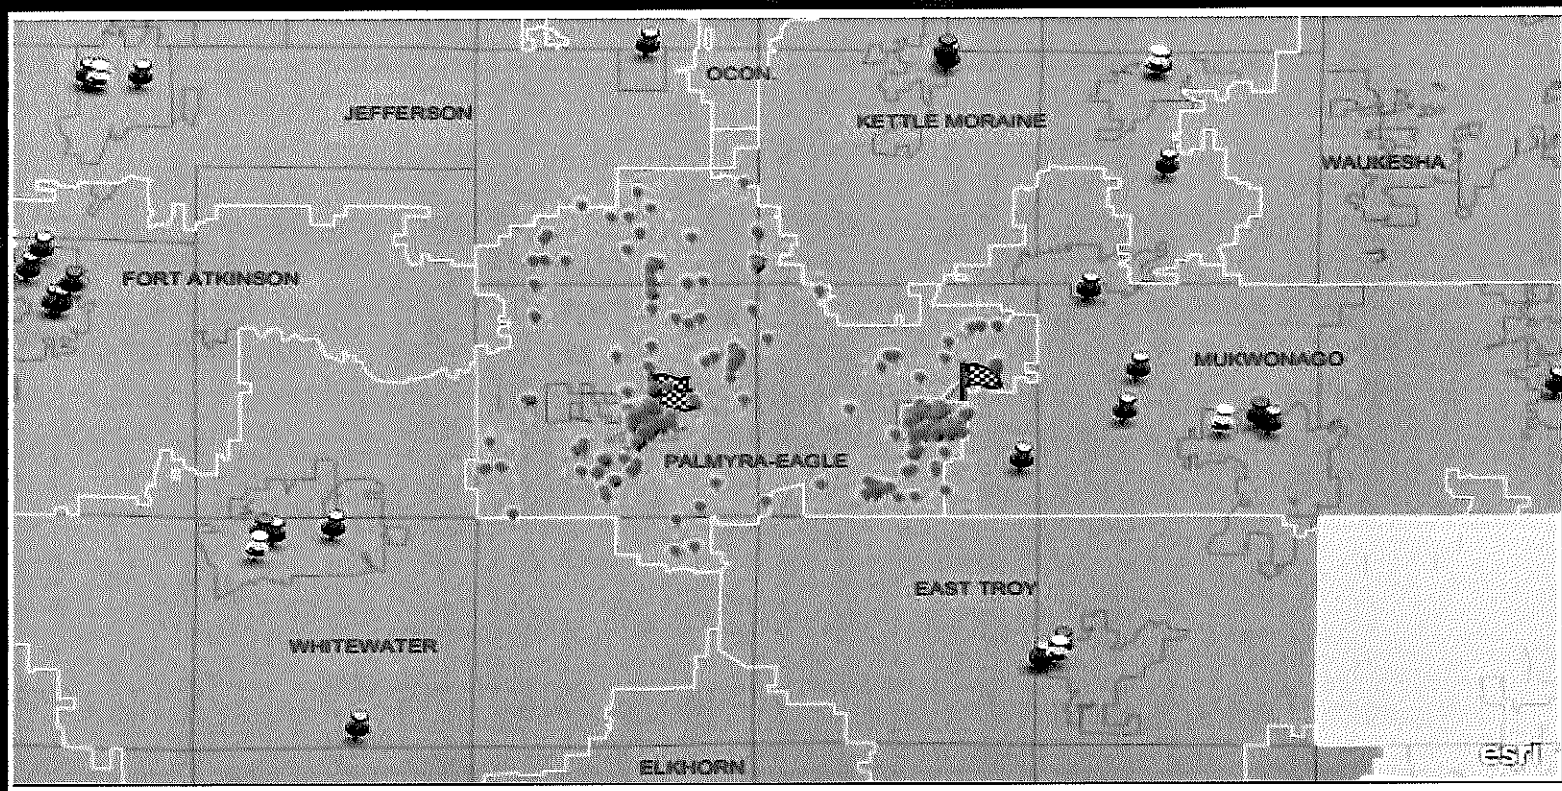 OCON.
JEFFERSON
KETTLE MORAINE
WAUKESHA
FORT ATKINSON
MUKWONAGO
PALMYRA-EAGLE
EAST TROY
WHITEWATER
ELKHORN
esri